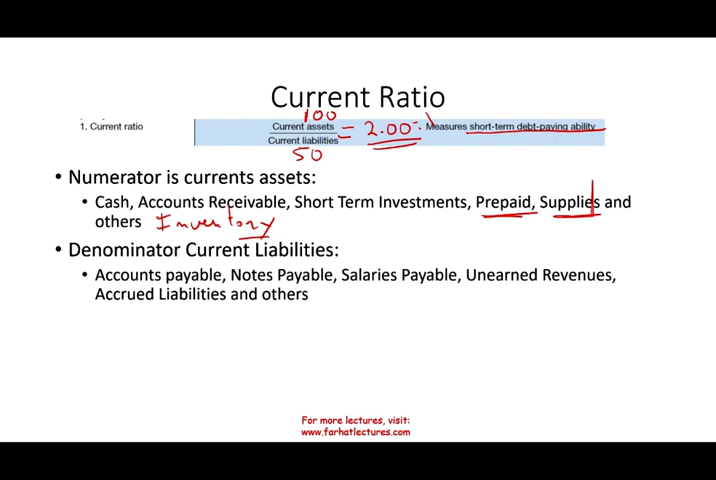 Current Ratio
100
1. Current ratio
Current assets
Current liabilities
= 2.00
Measures short-term debt-paying ability
50
• Numerator is currents assets:
• Cash, Accounts Receivable, Short Term Investments, Prepaid, Supplies and
others Inventory
• Denominator Current Liabilities:
• Accounts payable, Notes Payable, Salaries Payable, Unearned Revenues,
Accrued Liabilities and others
For more lectures, visit:
www.farhatlectures.com